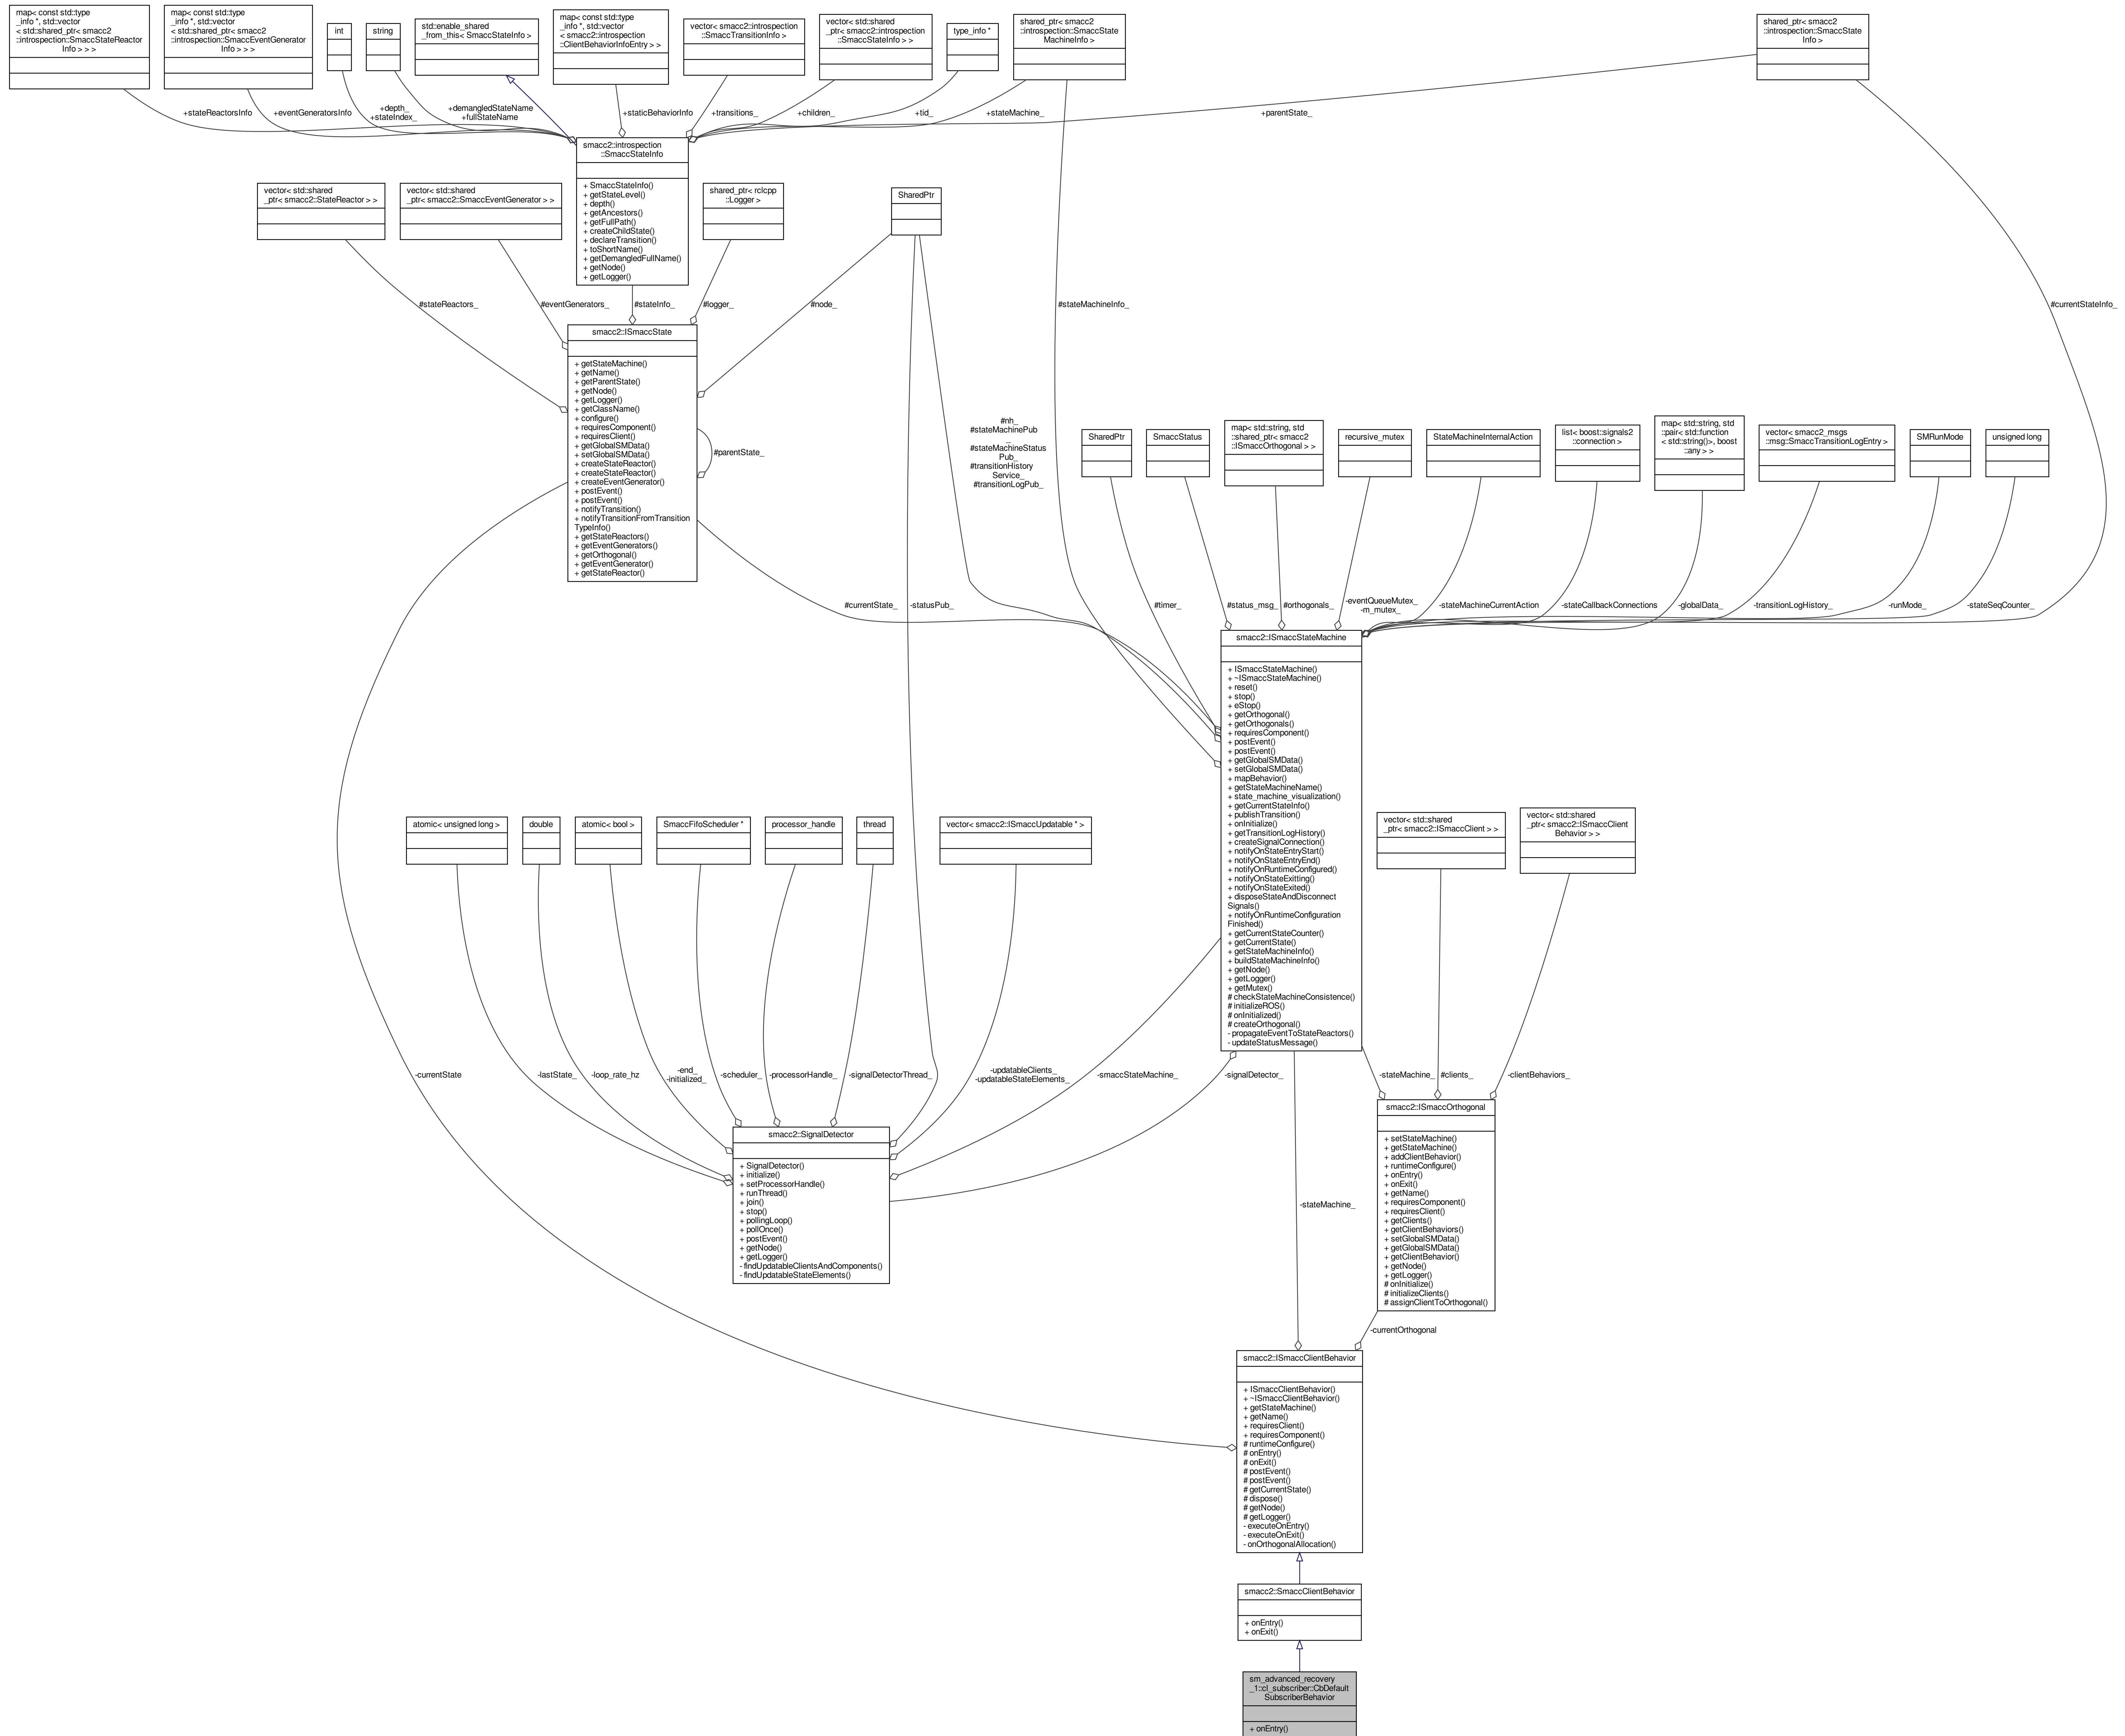 map< const std::type
_info *, std::vector
< std::shared_ptr< smacc2
::introspection::SmaccStateReactor
Info > > >
map< const std::type
_info *, std::vector
< std::shared_ptr< smacc2
::introspection::SmaccEventGenerator
Info > > >
int
string
std::enable_shared
_from_this< SmaccStateInfo >
map< const std::type
_info *, std::vector
< smacc2::introspection
::ClientBehaviorInfoEntry > >
vector< smacc2::introspection
::SmaccTransitionInfo >
vector< std::shared
_ptr< smacc2::introspection
::SmaccStateInfo > >
type_info *
shared_ptr< smacc2
::introspection::SmaccState
MachineInfo >
shared_ptr< smacc2
::introspection::SmaccState
Info >
+stateReactorsInfo
+eventGeneratorsInfo
+depth_
+stateIndex_
+demangledStateName
+fullStateName
+staticBehaviorInfo
+transitions_
+children_
+tid_
+stateMachine_
+parentState_
smacc2::introspection
::SmaccStateInfo
+ SmaccStateInfo()
+ getStateLevel()
+ depth()
+ getAncestors()
+ getFullPath()
+ createChildState()
+ declareTransition()
+ toShortName()
+ getDemangledFullName()
+ getNode()
+ getLogger()
vector< std::shared
_ptr< smacc2::StateReactor > >
vector< std::shared
_ptr< smacc2::SmaccEventGenerator > >
shared_ptr< rclcpp
::Logger >
SharedPtr
#stateReactors_
#eventGenerators_
#stateInfo_
#logger_
#node_
#stateMachineInfo_
#currentStateInfo_
smacc2::ISmaccState
+ getStateMachine()
+ getName()
+ getParentState()
+ getNode()
+ getLogger()
+ getClassName()
+ configure()
+ requiresComponent()
+ requiresClient()
+ getGlobalSMData()
+ setGlobalSMData()
+ createStateReactor()
+ createStateReactor()
+ createEventGenerator()
+ postEvent()
+ postEvent()
+ notifyTransition()
+ notifyTransitionFromTransition
TypeInfo()
+ getStateReactors()
+ getEventGenerators()
+ getOrthogonal()
+ getEventGenerator()
+ getStateReactor()
#parentState_
#nh_
#stateMachinePub
_
#stateMachineStatus
Pub_
#transitionHistory
Service_
#transitionLogPub_
SharedPtr
SmaccStatus
map< std::string, std
::shared_ptr< smacc2
::ISmaccOrthogonal > >
recursive_mutex
StateMachineInternalAction
list< boost::signals2
::connection >
map< std::string, std
::pair< std::function
< std::string()>, boost
::any > >
vector< smacc2_msgs
::msg::SmaccTransitionLogEntry >
SMRunMode
unsigned long
#currentState_
-statusPub_
#timer_
#status_msg_
#orthogonals_
-eventQueueMutex_
-m_mutex_
-stateMachineCurrentAction
-stateCallbackConnections
-globalData_
-transitionLogHistory_
-runMode_
-stateSeqCounter_
smacc2::ISmaccStateMachine
+ ISmaccStateMachine()
+ ~ISmaccStateMachine()
+ reset()
+ stop()
+ eStop()
+ getOrthogonal()
+ getOrthogonals()
+ requiresComponent()
+ postEvent()
+ postEvent()
+ getGlobalSMData()
+ setGlobalSMData()
+ mapBehavior()
+ getStateMachineName()
+ state_machine_visualization()
+ getCurrentStateInfo()
+ publishTransition()
+ onInitialize()
+ getTransitionLogHistory()
+ createSignalConnection()
+ notifyOnStateEntryStart()
+ notifyOnStateEntryEnd()
+ notifyOnRuntimeConfigured()
+ notifyOnStateExitting()
+ notifyOnStateExited()
+ disposeStateAndDisconnect
Signals()
+ notifyOnRuntimeConfiguration
Finished()
+ getCurrentStateCounter()
+ getCurrentState()
+ getStateMachineInfo()
+ buildStateMachineInfo()
+ getNode()
+ getLogger()
+ getMutex()
# checkStateMachineConsistence()
# initializeROS()
# onInitialized()
# createOrthogonal()
- propagateEventToStateReactors()
- updateStatusMessage()
atomic< unsigned long >
double
atomic< bool >
SmaccFifoScheduler *
processor_handle
thread
vector< smacc2::ISmaccUpdatable * >
vector< std::shared
_ptr< smacc2::ISmaccClient > >
vector< std::shared
_ptr< smacc2::ISmaccClient
Behavior > >
-currentState
-lastState_
-loop_rate_hz
-end_
-initialized_
-scheduler_
-processorHandle_
-signalDetectorThread_
-updatableClients_
-updatableStateElements_
-smaccStateMachine_
-signalDetector_
-stateMachine_
#clients_
-clientBehaviors_
smacc2::SignalDetector
+ SignalDetector()
+ initialize()
+ setProcessorHandle()
+ runThread()
+ join()
+ stop()
+ pollingLoop()
+ pollOnce()
+ postEvent()
+ getNode()
+ getLogger()
- findUpdatableClientsAndComponents()
- findUpdatableStateElements()
smacc2::ISmaccOrthogonal
+ setStateMachine()
+ getStateMachine()
+ addClientBehavior()
+ runtimeConfigure()
+ onEntry()
+ onExit()
+ getName()
+ requiresComponent()
+ requiresClient()
+ getClients()
+ getClientBehaviors()
+ setGlobalSMData()
+ getGlobalSMData()
+ getClientBehavior()
+ getNode()
+ getLogger()
# onInitialize()
# initializeClients()
# assignClientToOrthogonal()
-stateMachine_
-currentOrthogonal
smacc2::ISmaccClientBehavior
+ ISmaccClientBehavior()
+ ~ISmaccClientBehavior()
+ getStateMachine()
+ getName()
+ requiresClient()
+ requiresComponent()
# runtimeConfigure()
# onEntry()
# onExit()
# postEvent()
# postEvent()
# getCurrentState()
# dispose()
# getNode()
# getLogger()
- executeOnEntry()
- executeOnExit()
- onOrthogonalAllocation()
smacc2::SmaccClientBehavior
+ onEntry()
+ onExit()
sm_advanced_recovery
_1::cl_subscriber::CbDefault
SubscriberBehavior
+ onEntry()